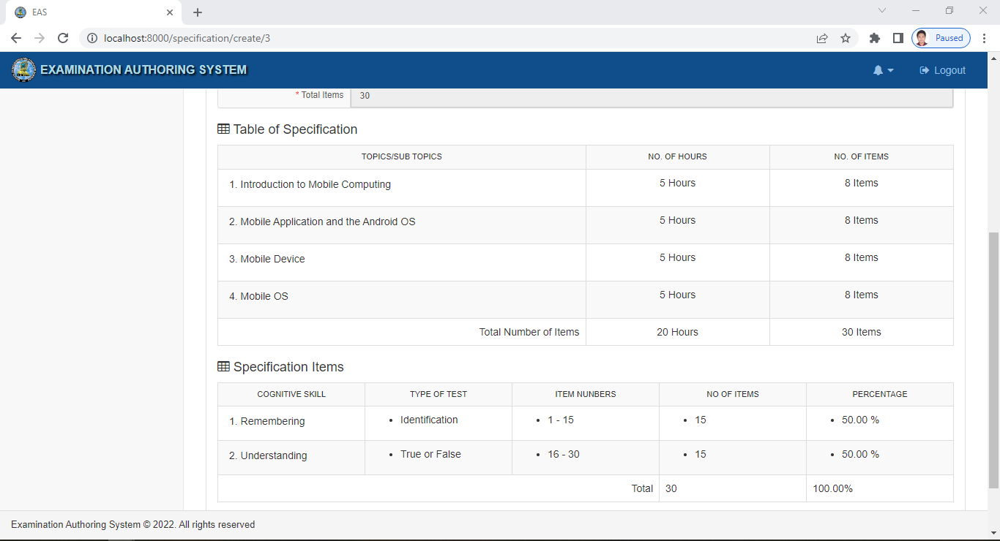 EAS
localhost:8000/specification/create/3
Paused
EXAMINATION AUTHORING SYSTEM
Logout
* Total Items 30
Table of Specification
TOPICS/SUB TOPICS NO. OF HOURS NO. OF ITEMS
1. Introduction to Mobile Computing 5 Hours 8 Items
2. Mobile Application and the Android OS 5 Hours 8 Items
3. Mobile Device 5 Hours 8 Items
4. Mobile OS 5 Hours 8 Items
Total Number of Items 20 Hours 30 Items
Specification Items
COGNITIVE SKILL TYPE OF TEST ITEM NUNBERS NO OF ITEMS PERCENTAGE
1. Remembering • Identification • 1 - 15 • 15 • 50.00 %
2. Understanding • True or False • 16 - 30 • 15 • 50.00 %
Total 30 100.00%
Examination Authoring System © 2022. All rights reserved